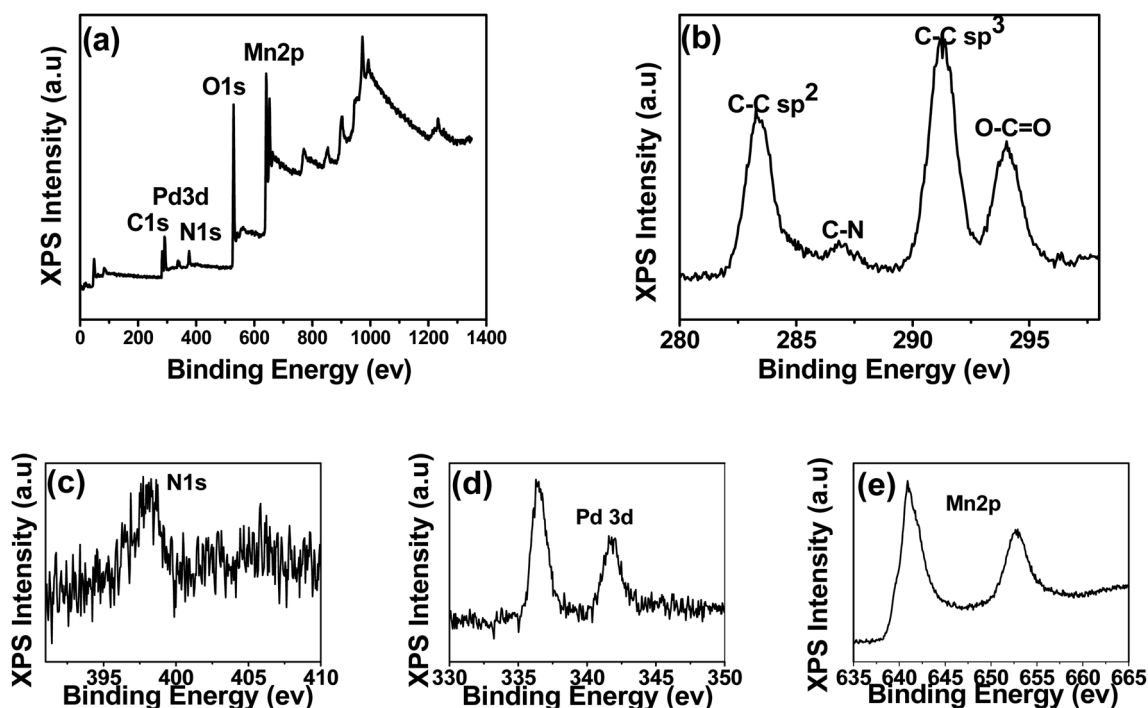 (a)
XPS Intensity (a.u)
C1s
Pd3d
N1s
O1s
Mn2p
0 200 400 600 800 1000 1200 1400
Binding Energy (ev)
(b)
XPS Intensity (a.u)
C-C sp2
C-N
C-C sp3
O-C=O
280 285 290 295
Binding Energy (ev)
(c)
XPS Intensity (a.u)
N1s
395 400 405 410
Binding Energy (ev)
(d)
XPS Intensity (a.u)
Pd 3d
330 335 340 345 350
Binding Energy (ev)
(e)
XPS Intensity (a.u)
Mn2p
635 640 645 650 655 660 665
Binding Energy (ev)